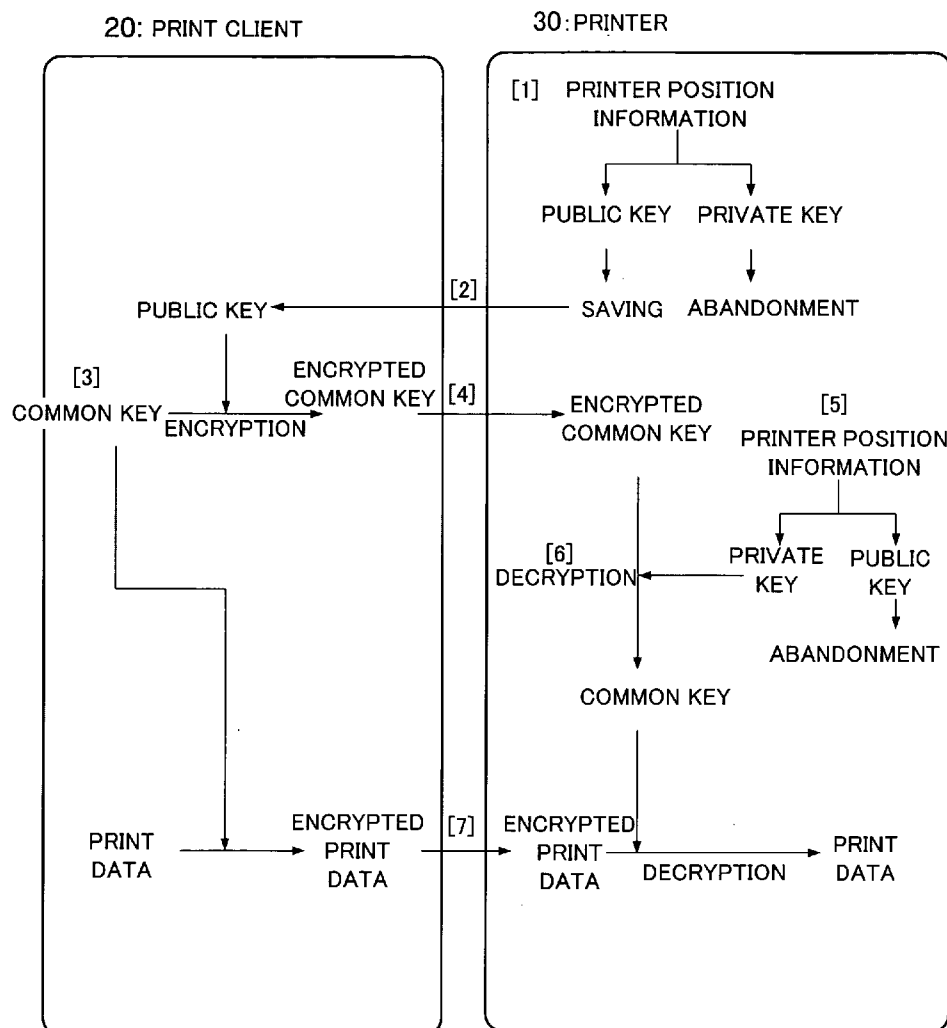 20: PRINT CLIENT
30:PRINTER
[1] PRINTER POSITION
INFORMATION
PUBLIC KEY PRIVATE KEY
SAVING ABANDONMENT
[2]
PUBLIC KEY
[3]
COMMON KEY
ENCRYPTION
ENCRYPTED
COMMON KEY
[4]
ENCRYPTED
COMMON KEY
[5]
PRINTER POSITION
INFORMATION
PRIVATE
KEY
PUBLIC
KEY
ABANDONMENT
[6]
DECRYPTION
COMMON KEY
PRINT
DATA
ENCRYPTED
PRINT
DATA
[7]
ENCRYPTED
PRINT
DATA
DECRYPTION
PRINT
DATA